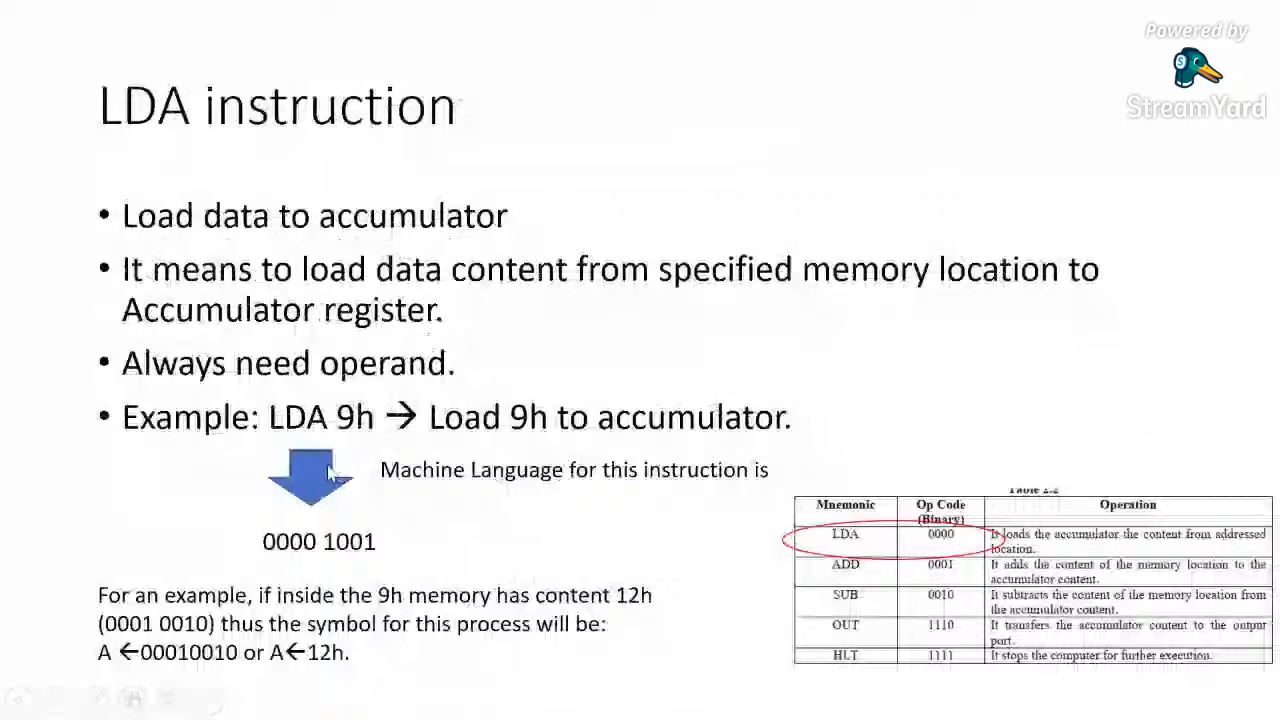 Powered by
StreamYard
LDA instruction
• Load data to accumulator
• It means to load data content from specified memory location to
Accumulator register.
• Always need operand.
• Example: LDA 9h → Load 9h to accumulator.
Machine Language for this instruction is
0000 1001
For an example, if inside the 9h memory has content 12h
(0001 0010) thus the symbol for this process will be:
A ←00010010 or A←12h.
Mnemonic Op Code Operation
(Binary)
LDA 0000 It loads the accumulator the content from addressed
location.
ADD 0001 It adds the content of the memory location to the
accumulator content.
SUB 0010 It subtracts the content of the memory location from
the accumulator content.
OUT 1110 It transfers the accumulator content to the output
port.
HLT 1111 It stops the computer for further execution.